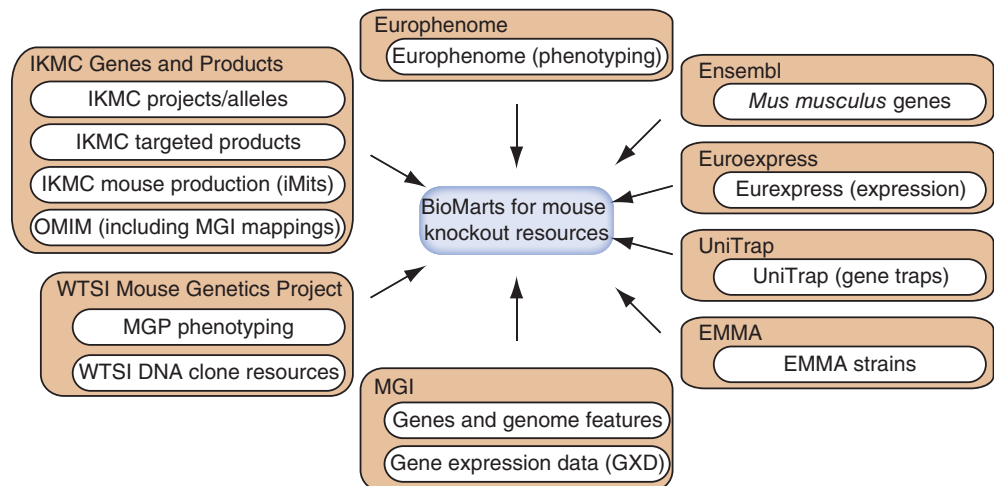 Europhenome
Europhenome (phenotyping)
IKMC Genes and Products
IKMC projects/alleles
IKMC targeted products
IKMC mouse production (iMits)
OMIM (including MGI mappings)
Ensembl
Mus musculus genes
Euroexpress
Eurexpress (expression)
BioMarts for mouse
knockout resources
UniTrap
UniTrap (gene traps)
WTSI Mouse Genetics Project
MGP phenotyping
WTSI DNA clone resources
EMMA
EMMA strains
MGI
Genes and genome features
Gene expression data (GXD)